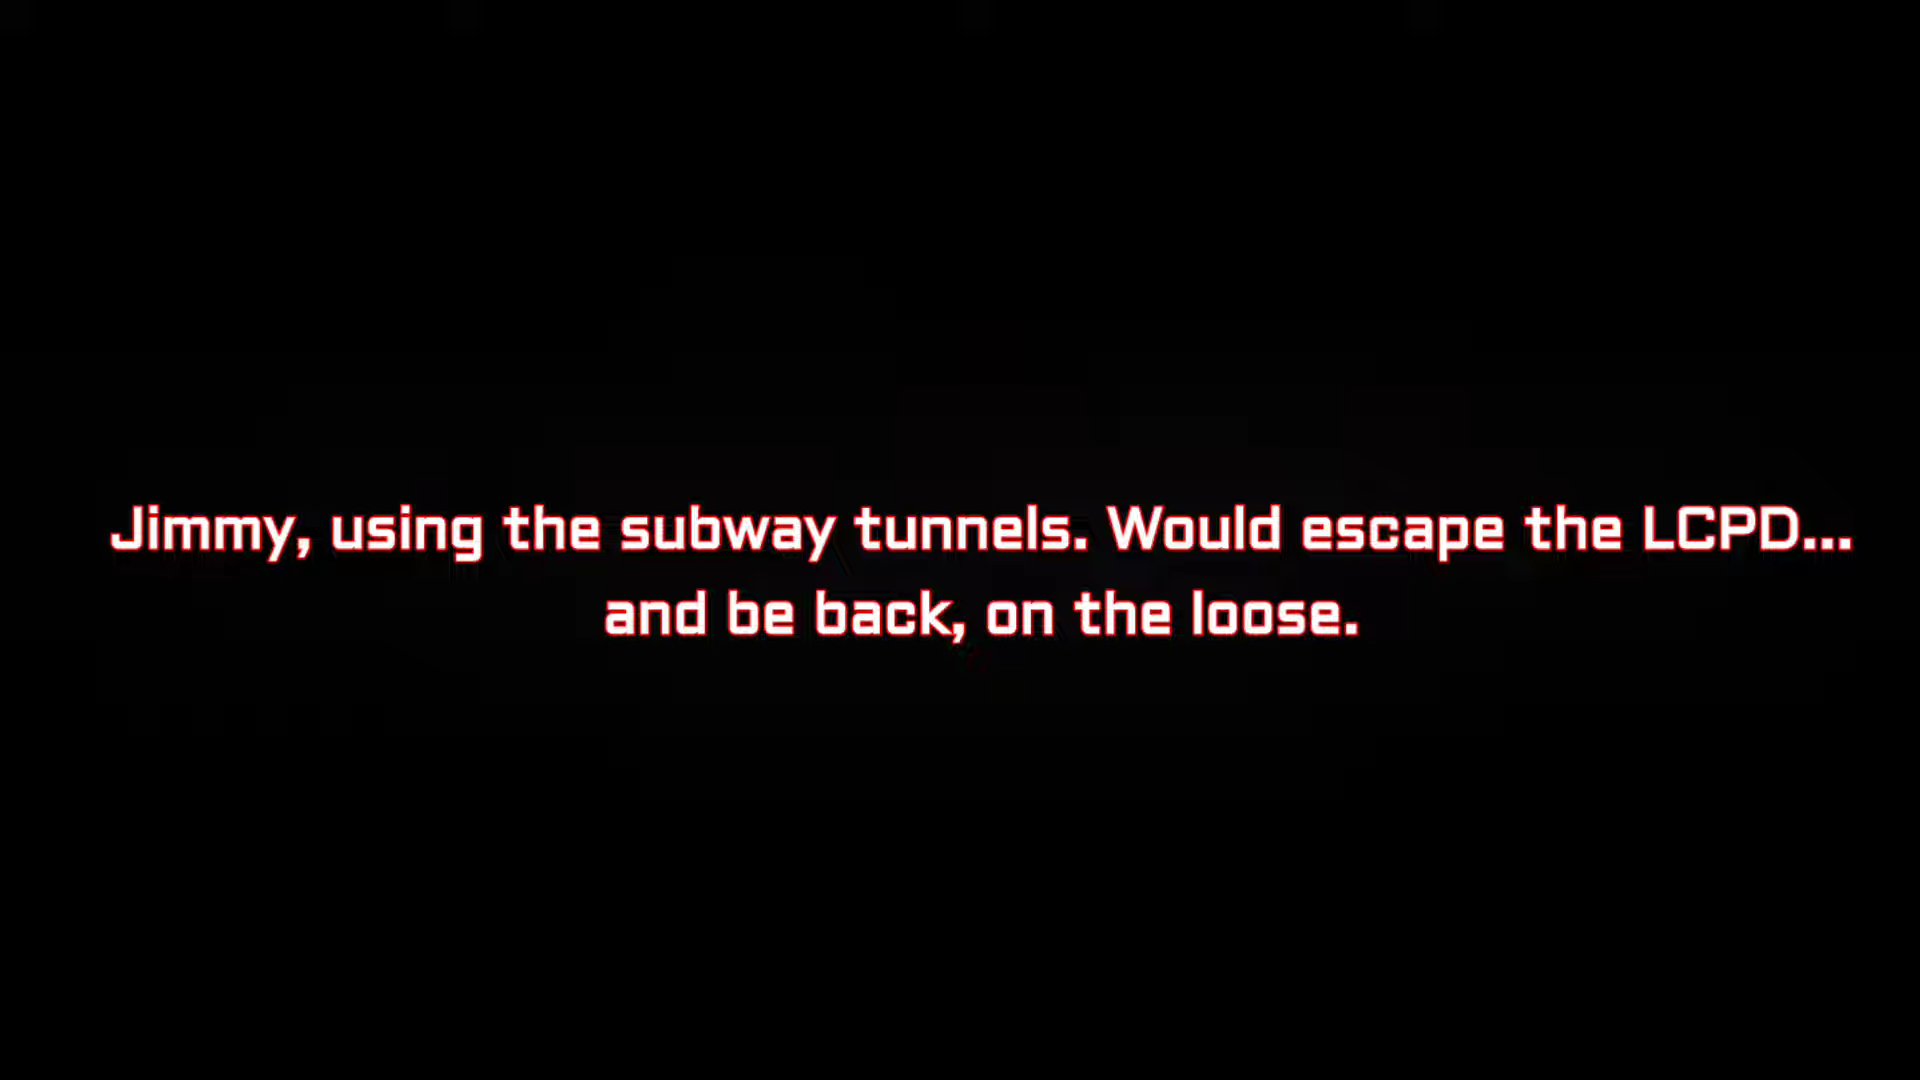 Jimmy, using the subway tunnels. Would escape the LCPD...
and be back, on the loose.